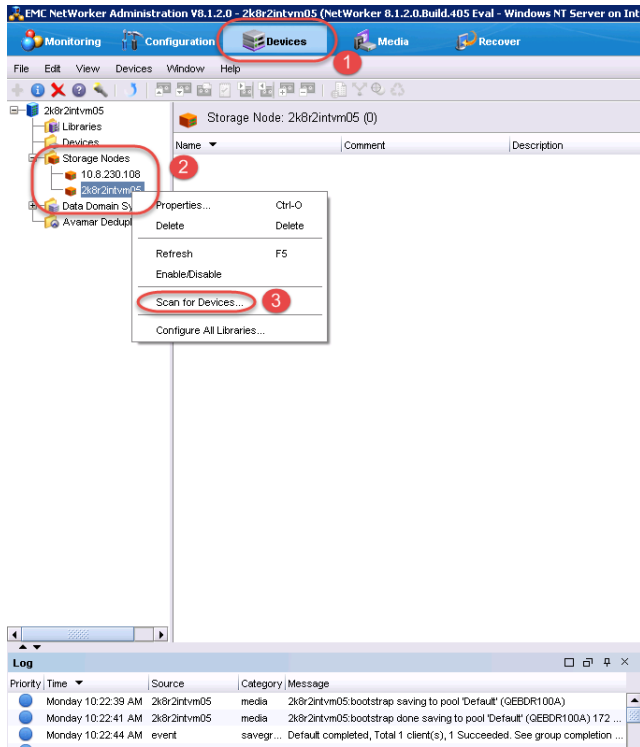 EMC NetWorker Administration V8.1.2.0 - 2k8r2intvm05 (NetWorker 8.1.2.0.Build.405 Eval - Windows NT Server on Int
Monitoring Configuration Devices Media Recover
1
File Edit View Devices Window Help
2k8r2intvm05
Libraries
Devices
Storage Nodes
10.8.230.108
2k8r2intvm05
Data Domain Sy
Avamar Dedupl
2
Storage Node: 2k8r2intvm05 (0)
Name Comment Description
Properties... Ctrl-O
Delete Delete
Refresh F5
Enable/Disable
Scan for Devices... 3
Configure All Libraries...
Log
Priority Time Source Category Message
Monday 10:22:39 AM 2k8r2intvm05 media 2k8r2intvm05:bootstrap saving to pool 'Default' (QEBDR100A)
Monday 10:22:41 AM 2k8r2intvm05 media 2k8r2intvm05:bootstrap done saving to pool 'Default' (QEBDR100A) 172 ...
Monday 10:22:44 AM event savegr... Default completed, Total 1 client(s), 1 Succeeded. See group completion ...